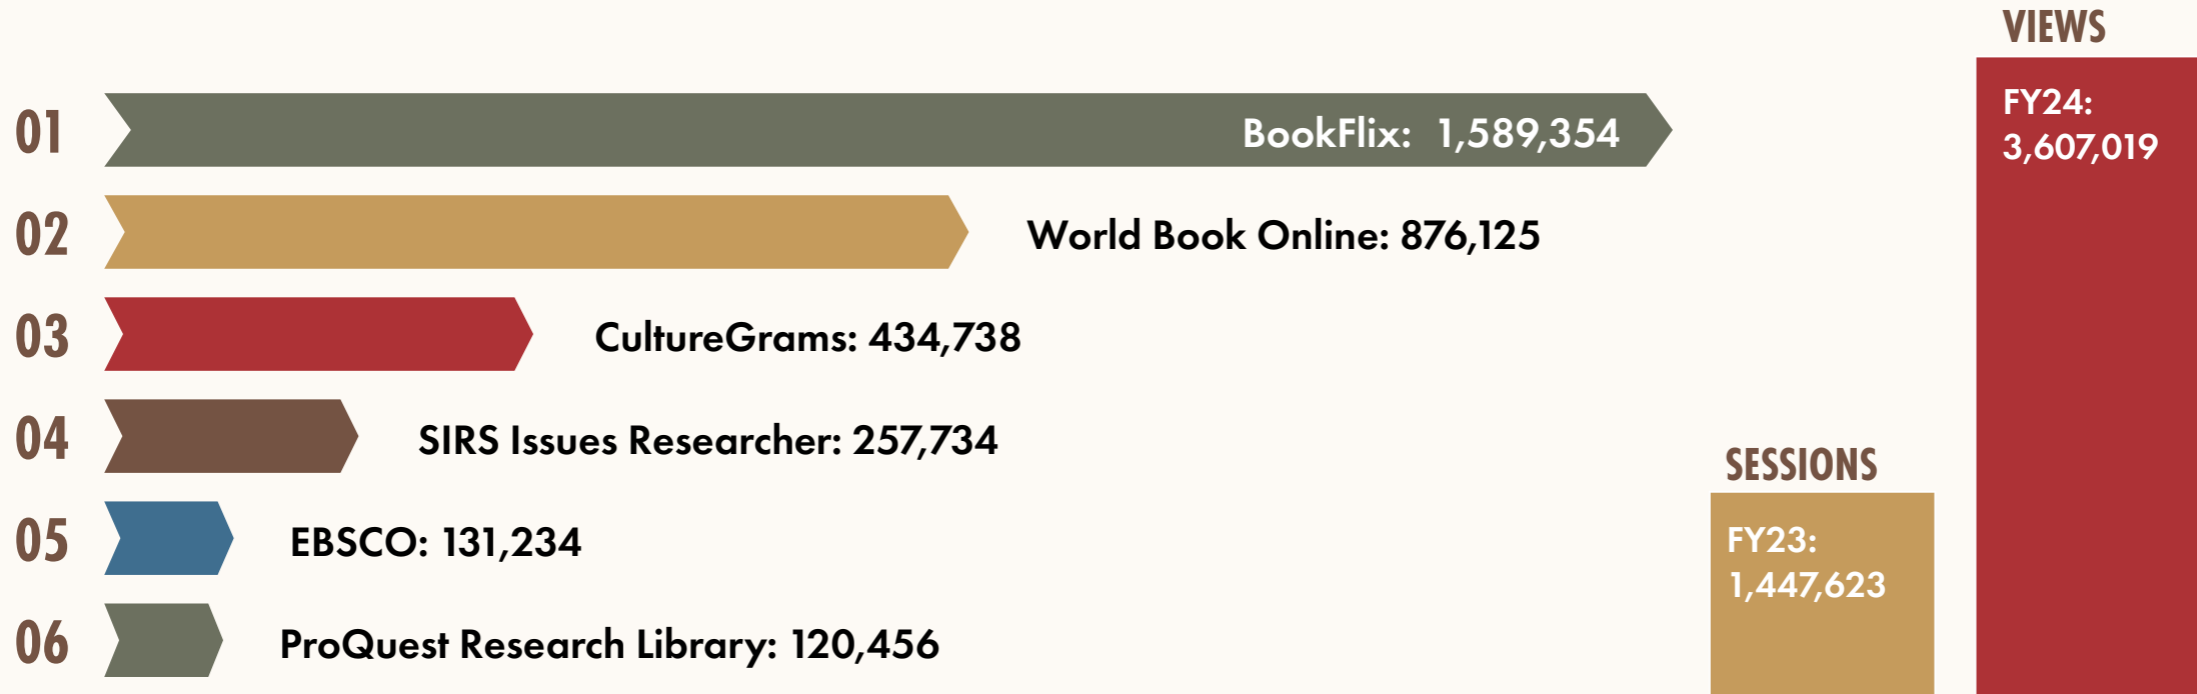 01
BookFlix: 1,589,354
02
World Book Online: 876,125
03
CultureGrams: 434,738
04
SIRS Issues Researcher: 257,734
05
EBSCO: 131,234
06
ProQuest Research Library: 120,456
SESSIONS
FY23:
1,447,623
VIEWS
FY24:
3,607,019